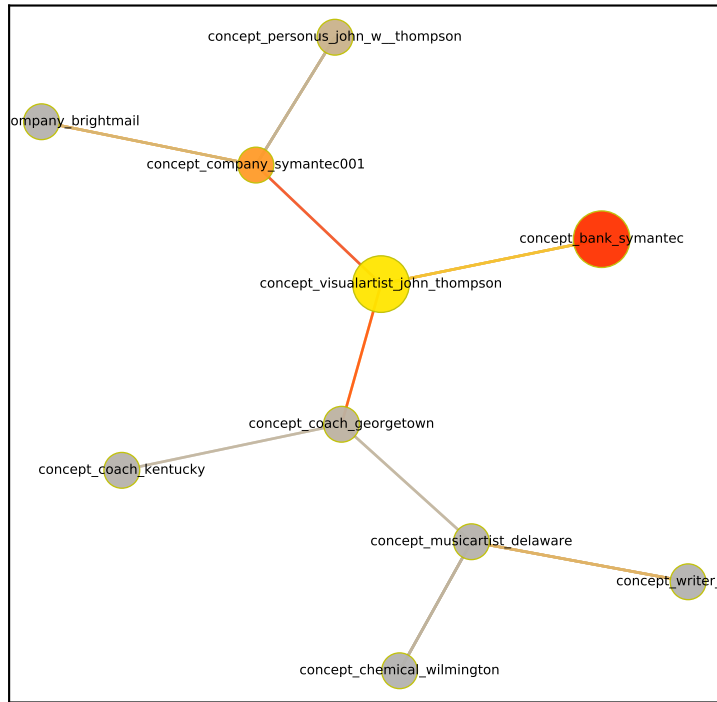 concept_personus_john_w__thompson
ompany_brightmail
concept_company_symantec001
concept_bank_symantec
concept_visualartist_john_thompson
concept_coach_georgetown
concept_coach_kentucky
concept_musicartist_delaware
concept_writer_
concept_chemical_wilmington